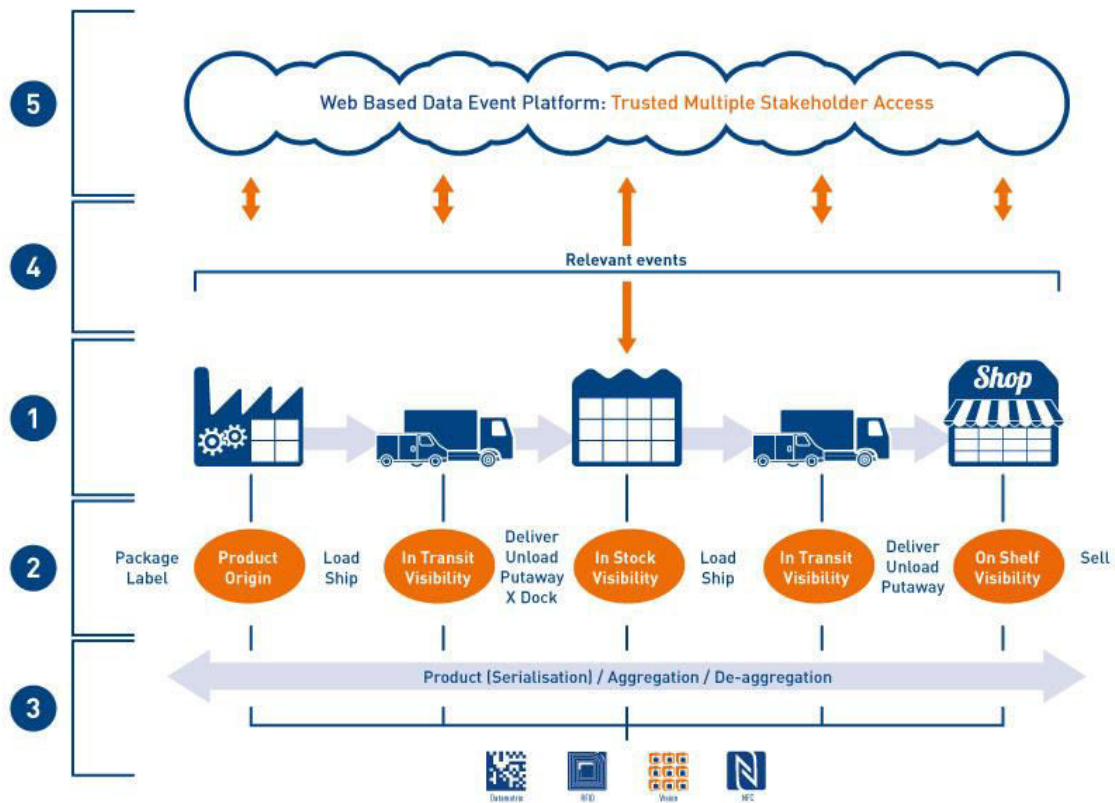 5
Web Based Data Event Platform: Trusted Multiple Stakeholder Access
4
Relevant events
1
Shop
2
Package
Label
Product
Origin
Load
Ship
In Transit
Visibility
Deliver
Unload
Putaway
X Dock
In Stock
Visibility
Load
Ship
In Transit
Visibility
Deliver
Unload
Putaway
On Shelf
Visibility
Sell
3
Product (Serialisation) / Aggregation / De-aggregation
Datamatrix
RFID
Vision
NFC